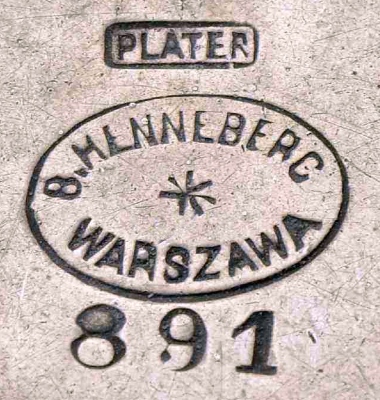 PLATER
B. HENNEBERG
WARSZAWA
891